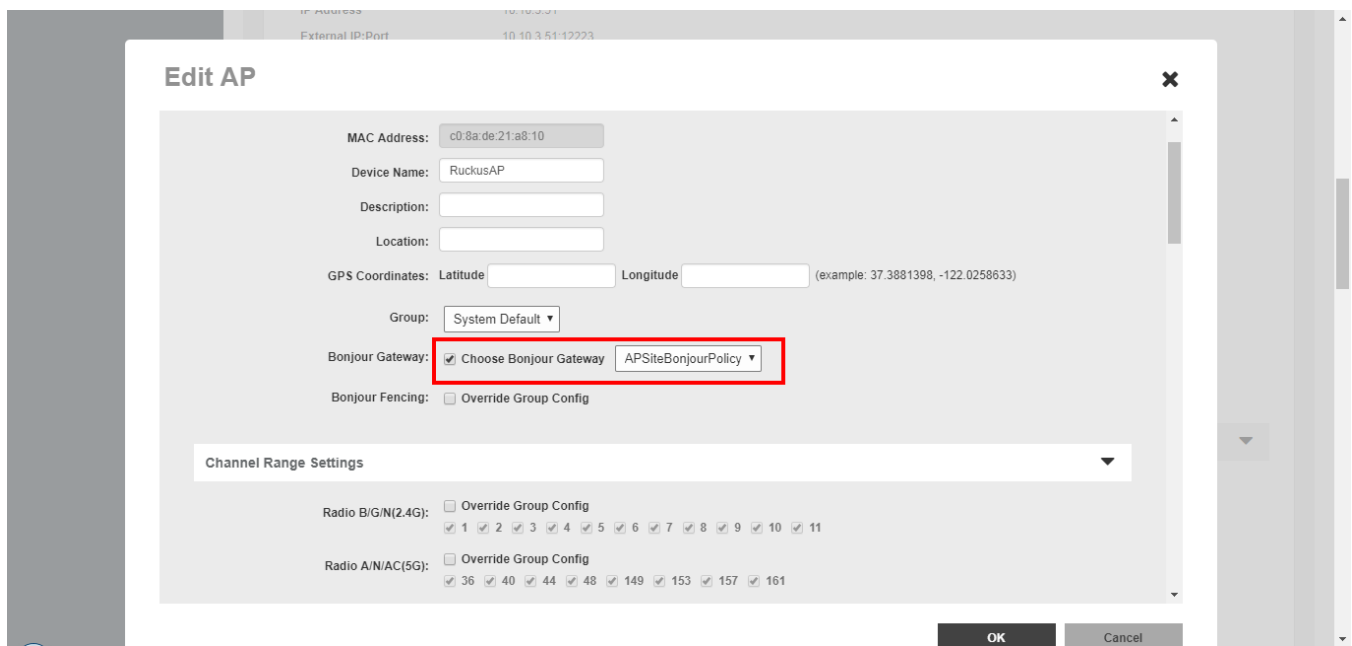 IP Address 10.10.3.51
External IP:Port 10.10.3.51:12223
Edit AP
MAC Address: c0:8a:de:21:a8:10
Device Name: RuckusAP
Description:
Location:
GPS Coordinates: Latitude Longitude (example: 37.3881398, -122.0258633)
Group: System Default
Bonjour Gateway: Choose Bonjour Gateway APSiteBonjourPolicy
Bonjour Fencing: Override Group Config
Channel Range Settings
Radio B/G/N(2.4G): Override Group Config
1 2 3 4 5 6 7 8 9 10 11
Radio A/N/AC(5G): Override Group Config
36 40 44 48 149 153 157 161
OK Cancel